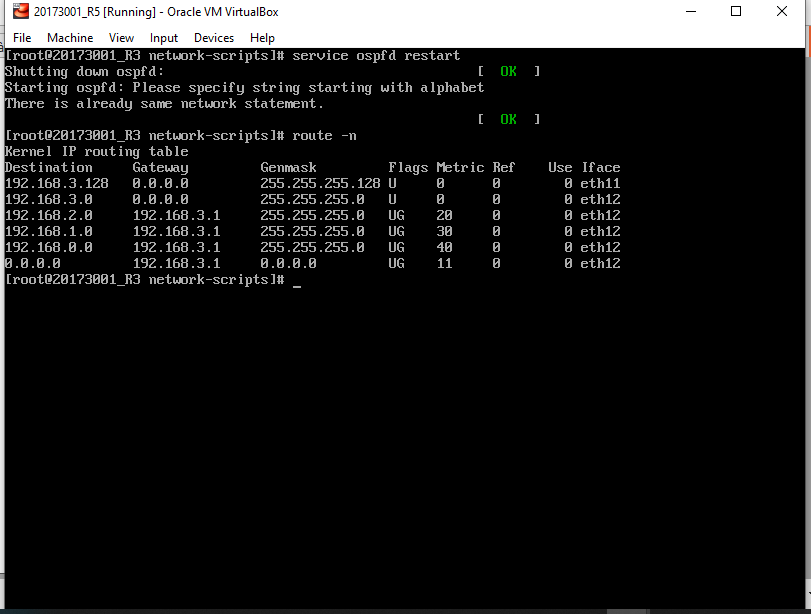 20173001_R5 [Running] - Oracle VM VirtualBox
File Machine View Input Devices Help
[root@20173001_R3 network-scripts]# service ospfd restart
Shutting down ospfd: [ OK ]
Starting ospfd: Please specify string starting with alphabet
There is already same network statement.
[ OK ]
[root@20173001_R3 network-scripts]# route -n
Kernel IP routing table
Destination Gateway Genmask Flags Metric Ref Use Iface
192.168.3.128 0.0.0.0 255.255.255.128 U 0 0 0 eth11
192.168.3.0 0.0.0.0 255.255.255.0 U 0 0 0 eth12
192.168.2.0 192.168.3.1 255.255.255.0 UG 20 0 0 eth12
192.168.1.0 192.168.3.1 255.255.255.0 UG 30 0 0 eth12
192.168.0.0 192.168.3.1 255.255.255.0 UG 40 0 0 eth12
0.0.0.0 192.168.3.1 0.0.0.0 UG 11 0 0 eth12
[root@20173001_R3 network-scripts]# _